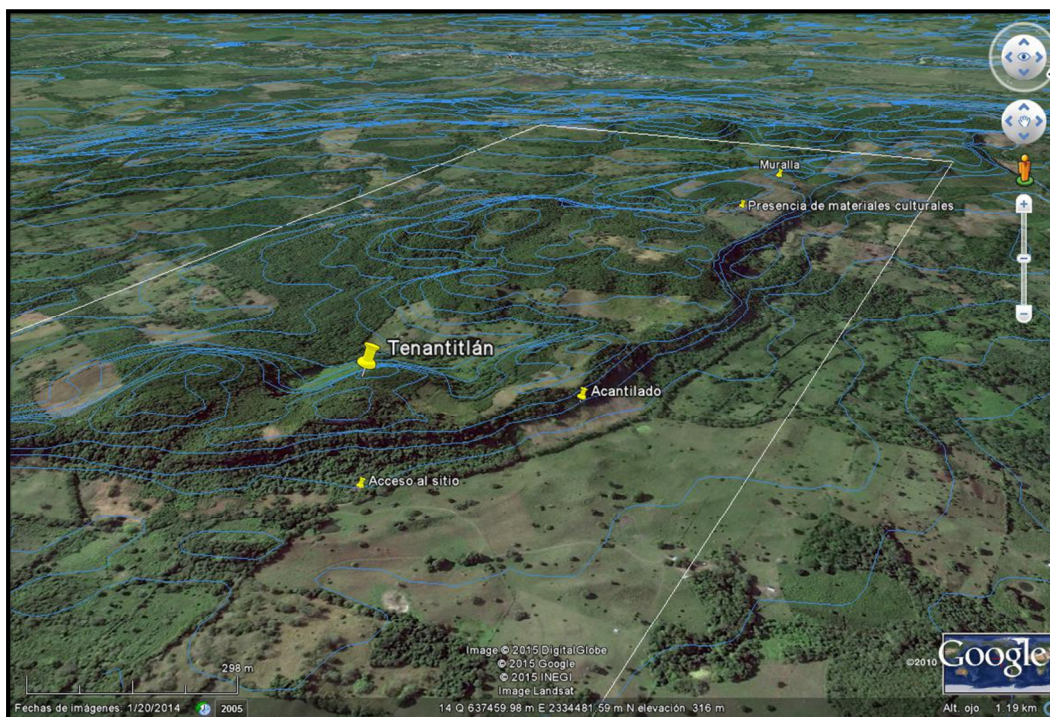 Muralla
Presencia de materiales culturales
Tenantitlán
Acantilado
Acceso al sitio
298 m
Image © 2015 DigitalGlobe
© 2015 Google
© 2015 INEGI
Image Landsat
©2010 Google
Fechas de imágenes: 1/20/2014 2005 14 Q 637459.98 m E 2334481.59 m N elevación 316 m Alt. ojo 1.19 km